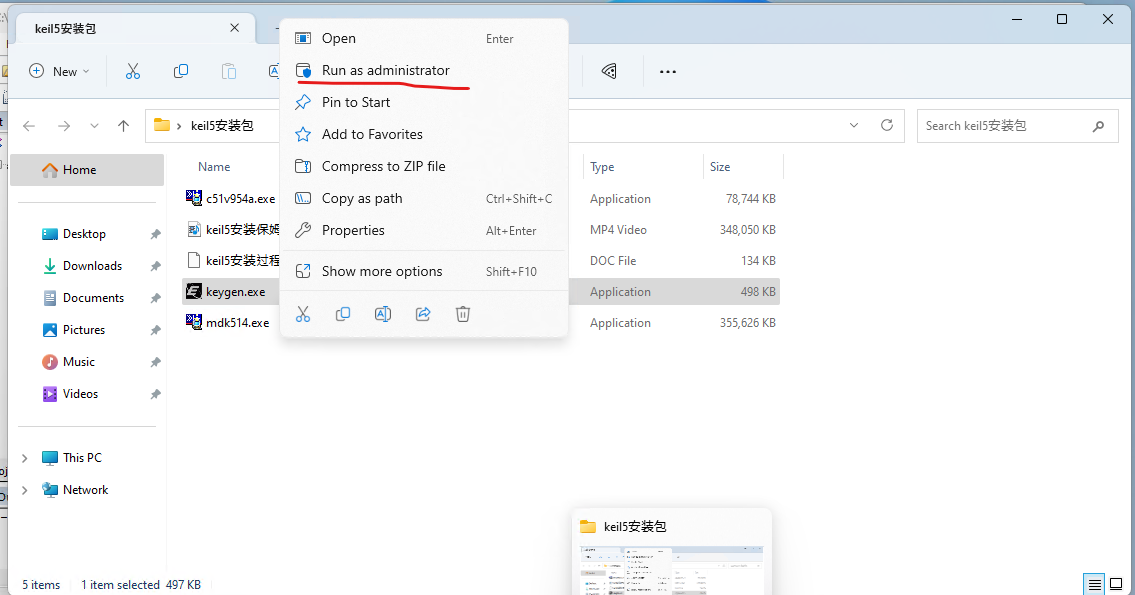 keil5安装包
New
keil5安装包
Search keil5安装包
Open Enter
Run as administrator
Pin to Start
Add to Favorites
Compress to ZIP file
Copy as path Ctrl+Shift+C
Properties Alt+Enter
Show more options Shift+F10
Home
Desktop
Downloads
Documents
Pictures
Music
Videos
This PC
Network
Name Type Size
c51v954a.exe Application 78,744 KB
keil5安装保姆 MP4 Video 348,050 KB
keil5安装过程 DOC File 134 KB
keygen.exe Application 498 KB
mdk514.exe Application 355,626 KB
keil5安装包
5 items 1 item selected 497 KB